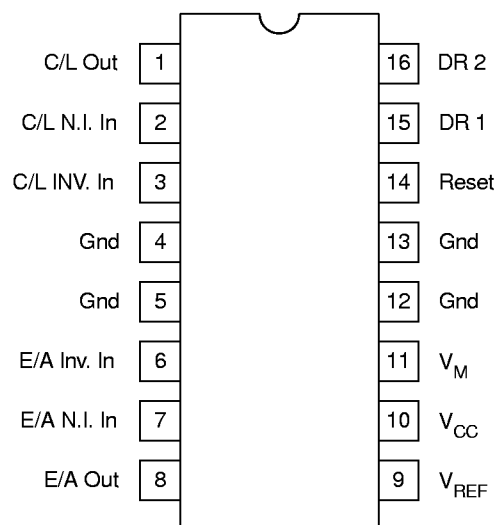 C/L Out 1 16 DR 2
C/L N.I. In 2 15 DR 1
C/L INV. In 3 14 Reset
Gnd 4 13 Gnd
Gnd 5 12 Gnd
E/A Inv. In 6 11 VM
E/A N.I. In 7 10 VCC
E/A Out 8 9 VREF